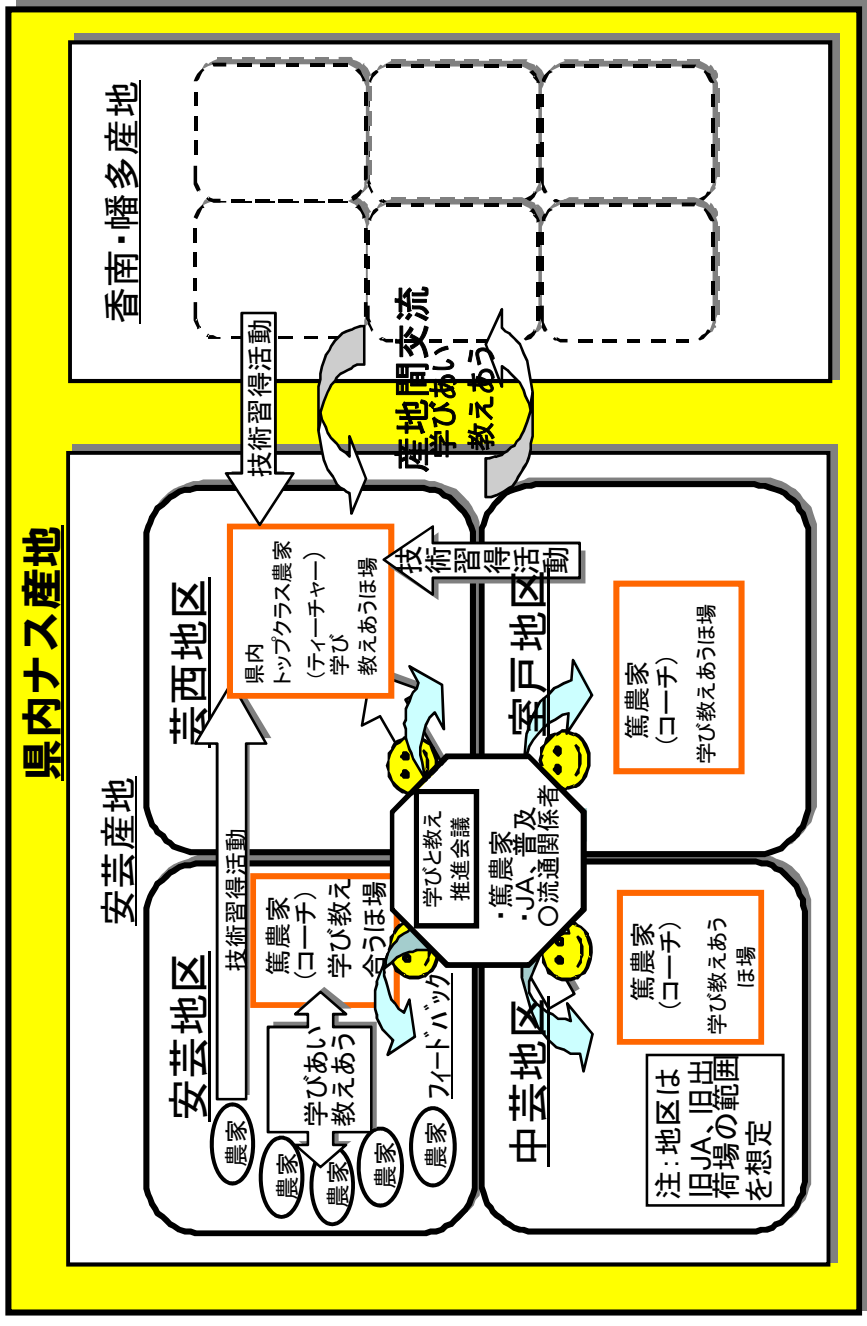 県内ナス産地
安芸産地
安芸地区
農家
農家
農家
農家
農家
学びあい
教えあう
技術習得活動
篤農家
(コーチ)
学び教え
合うほ場
フィードバック
芸西地区
県内
トップクラス農家
(ティーチャー)
学び
教えあうほ場
技術習得活動
技術習得活動
学びと教え
推進会議
・篤農家
・JA、普及
○流通関係者
中芸地区
篤農家
(コーチ)
学び教えあう
ほ場
注:地区は
旧JA、旧出
荷場の範囲
を想定
室戸地区
篤農家
(コーチ)
学び教えあうほ場
産地間交流
学びあい
教えあう
香南・幡多産地